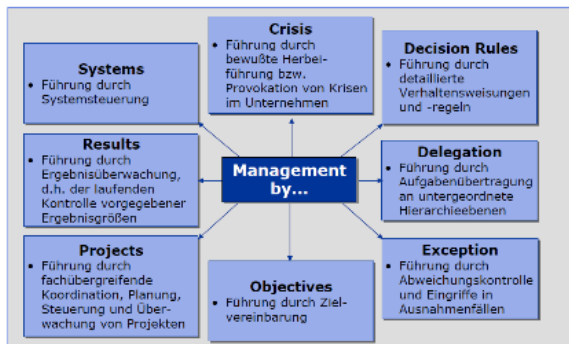 Crisis
• Führung durch
bewußte Herbei-
führung bzw.
Provokation von Krisen
im Unternehmen
Systems
• Führung durch
Systemsteuerung
Decision Rules
• Führung durch
detaillierte
Verhaltensweisungen
und -regeln
Results
• Führung durch
Ergebnisüberwachung,
d.h. der laufenden
Kontrolle vorgegebener
Ergebnisgrößen
Management
by...
Delegation
• Führung durch
Aufgabenübertragung
an untergeordnete
Hierarchieebenen
Projects
• Führung durch
fachübergreifende
Koordination, Planung,
Steuerung und Über-
wachung von Projekten
Objectives
• Führung durch Ziel-
vereinbarung
Exception
• Führung durch
Abweichungskontrolle
und Eingriffe in
Ausnahmenfällen